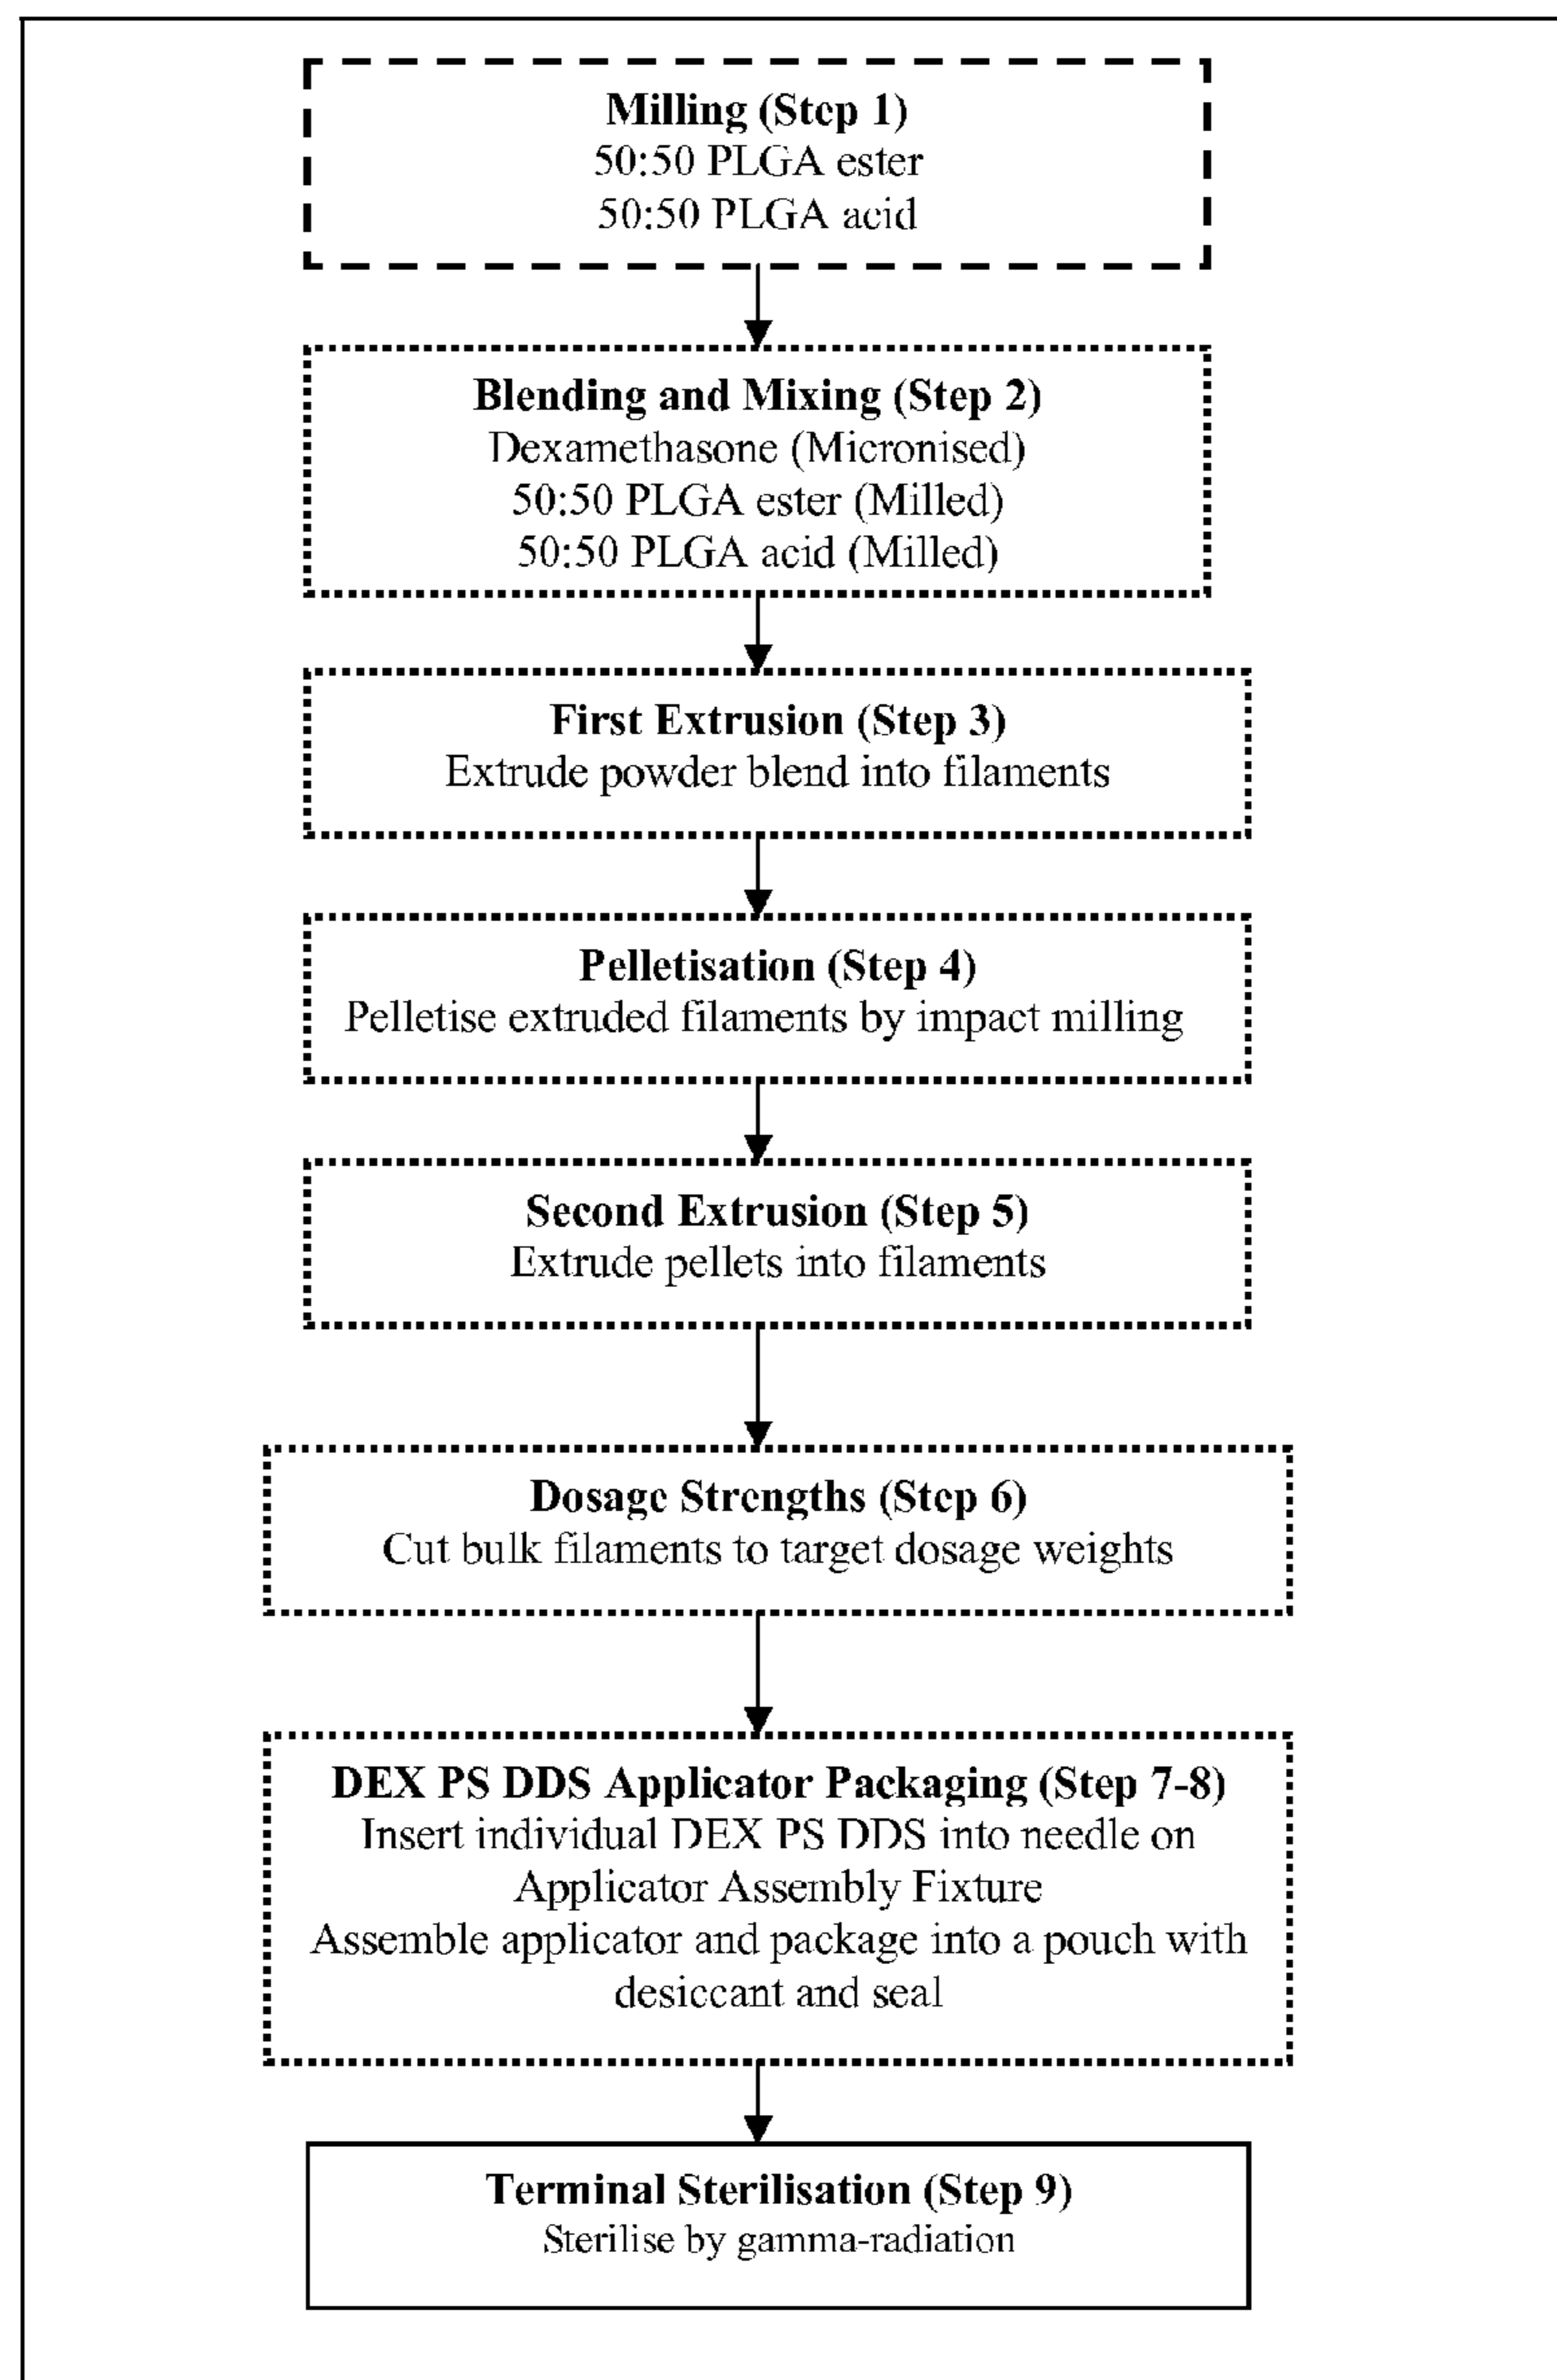 Milling (Step 1)
50:50 PLGA ester
50:50 PLGA acid
Blending and Mixing (Step 2)
Dexamethasone (Micronised)
50:50 PLGA ester (Milled)
50:50 PLGA acid (Milled)
First Extrusion (Step 3)
Extrude powder blend into filaments
Pelletisation (Step 4)
Pelletise extruded filaments by impact milling
Second Extrusion (Step 5)
Extrude pellets into filaments
Dosage Strengths (Step 6)
Cut bulk filaments to target dosage weights
DEX PS DDS Applicator Packaging (Step 7-8)
Insert individual DEX PS DDS into needle on
Applicator Assembly Fixture
Assemble applicator and package into a pouch with
desiccant and seal
Terminal Sterilisation (Step 9)
Sterilise by gamma-radiation